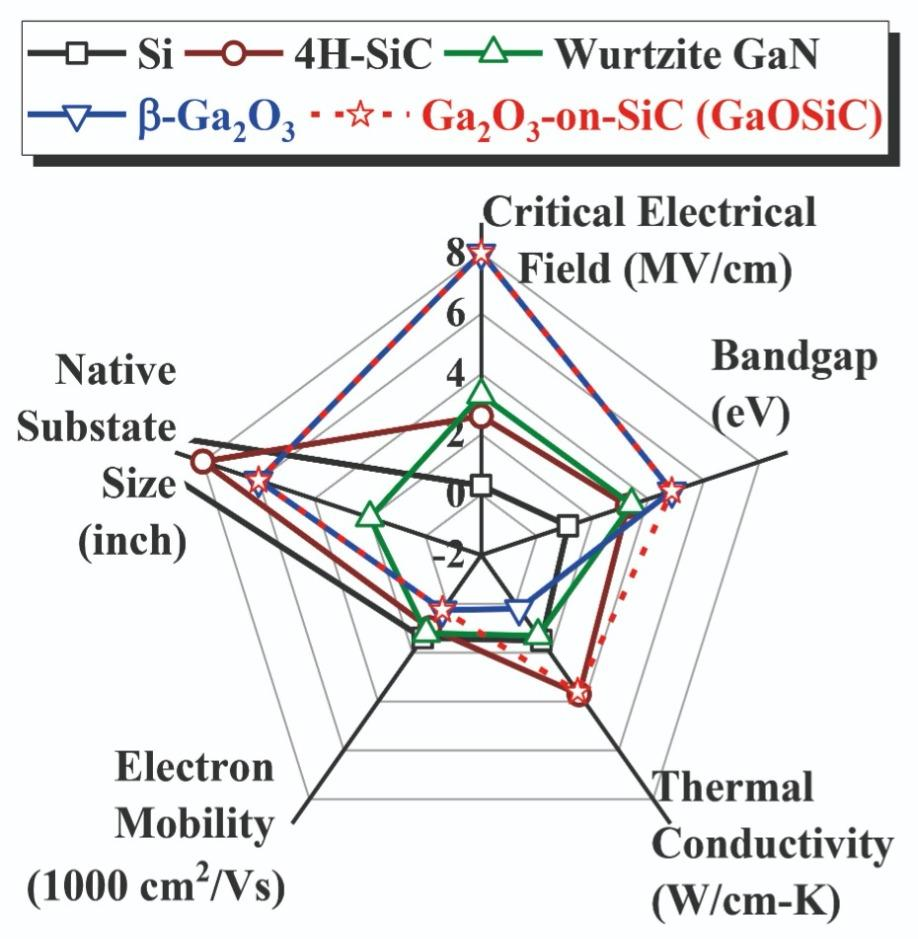 Si 4H-SiC Wurtzite GaN
β-Ga₂O₃ Ga₂O₃-on-SiC (GaOSiC)
Critical Electrical
Field (MV/cm)
8
6
4
2
0
-2
Bandgap
(eV)
Native
Substate
Size
(inch)
Electron
Mobility
(1000 cm²/Vs)
Thermal
Conductivity
(W/cm-K)